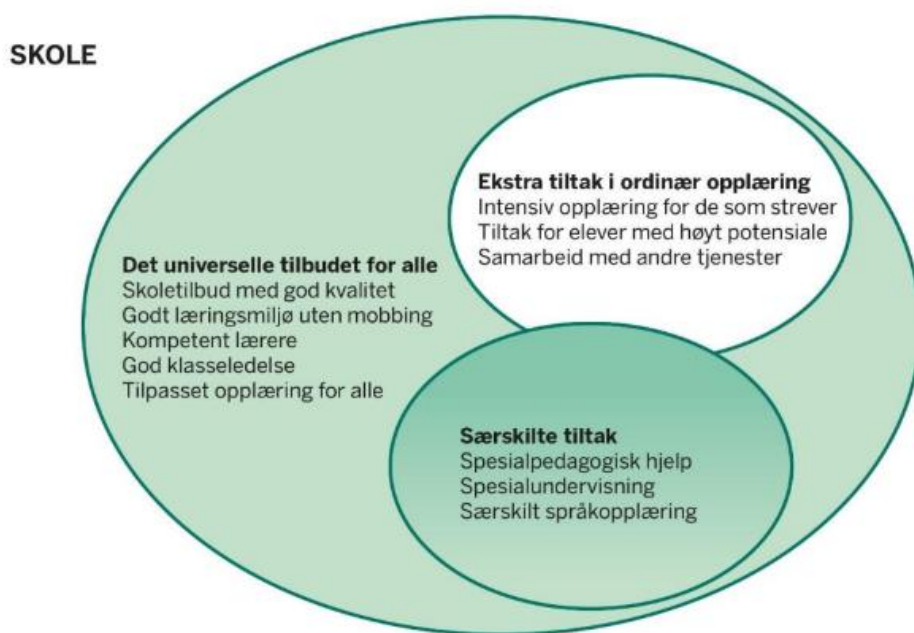 SKOLE
Det universelle tilbudet for alle
Skoletilbud med god kvalitet
Godt læringsmiljø uten mobbing
Kompetent lærere
God klasseledelse
Tilpasset opplæring for alle
Ekstra tiltak i ordinær opplæring
Intensiv opplæring for de som strever
Tiltak for elever med høyt potensiale
Samarbeid med andre tjenester
Særskilte tiltak
Spesialpedagogisk hjelp
Spesialundervisning
Særskilt språkopplæring